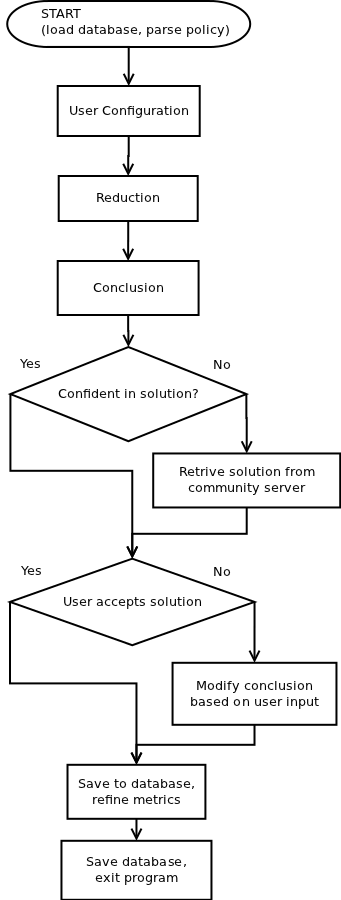 START
(load database, parse policy)
User Configuration
Reduction
Conclusion
Yes
No
Confident in solution?
Retrive solution from
community server
Yes
No
User accepts solution
Modify conclusion
based on user input
Save to database,
refine metrics
Save database,
exit program